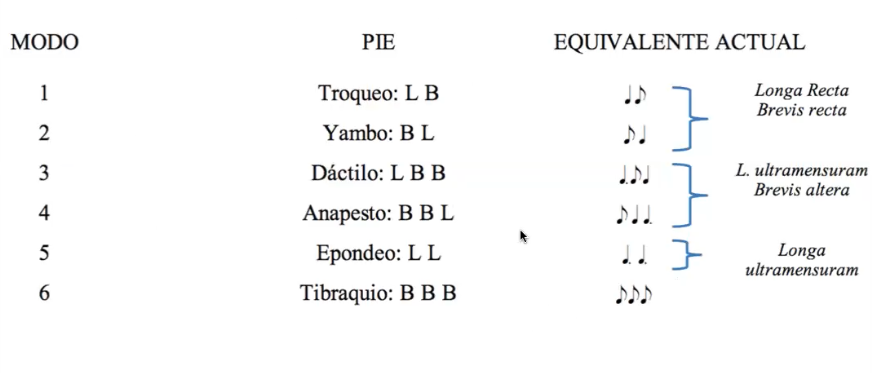 MODO PIE EQUIVALENTE ACTUAL
1 Troqueo: L B ♩♪ Longa Recta
Brevis recta
2 Yambo: B L ♪♩
3 Dáctilo: L B B ♩.♪♩ L. ultramensuram
Brevis altera
4 Anapesto: B B L ♪♩♩.
5 Epondeo: L L ♩. ♩. Longa
ultramensuram
6 Tibraquio: B B B ♪♪♪